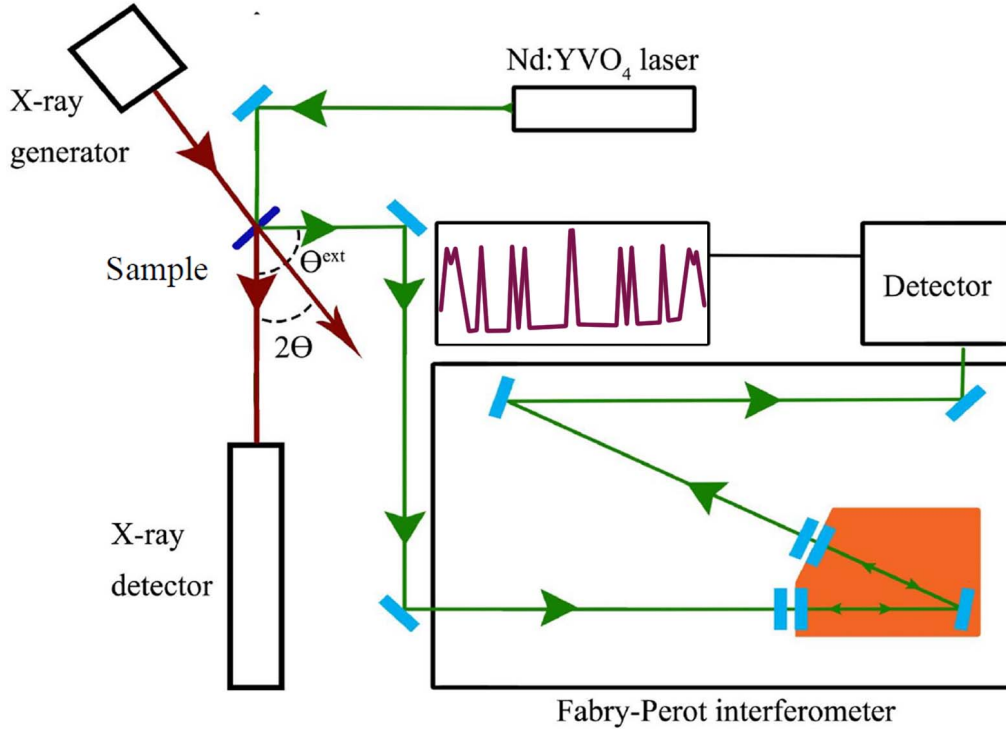 Nd:YVO₄ laser
X-ray
generator
Sample
Θᵉˣᵗ
2Θ
Detector
X-ray
detector
Fabry-Perot interferometer